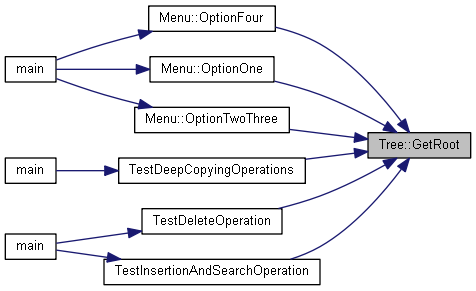 Menu::OptionFour
main
Menu::OptionOne
Menu::OptionTwoThree
Tree::GetRoot
main
TestDeepCopyingOperations
TestDeleteOperation
main
TestInsertionAndSearchOperation